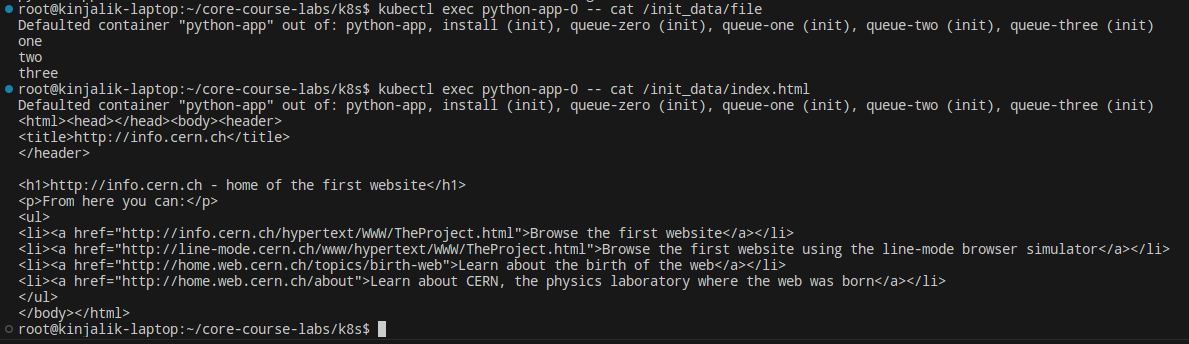 root@kinjalik-laptop:~/core-course-labs/k8s$ kubectl exec python-app-0 -- cat /init_data/file
Defaulted container "python-app" out of: python-app, install (init), queue-zero (init), queue-one (init), queue-two (init), queue-three (init)
one
two
three
root@kinjalik-laptop:~/core-course-labs/k8s$ kubectl exec python-app-0 -- cat /init_data/index.html
Defaulted container "python-app" out of: python-app, install (init), queue-zero (init), queue-one (init), queue-two (init), queue-three (init)
<html><head></head><body><header>
<title>http://info.cern.ch</title>
</header>

<h1>http://info.cern.ch - home of the first website</h1>
<p>From here you can:</p>
<ul>
<li><a href="http://info.cern.ch/hypertext/WWW/TheProject.html">Browse the first website</a></li>
<li><a href="http://line-mode.cern.ch/www/hypertext/WWW/TheProject.html">Browse the first website using the line-mode browser simulator</a></li>
<li><a href="http://home.web.cern.ch/topics/birth-web">Learn about the birth of the web</a></li>
<li><a href="http://home.web.cern.ch/about">Learn about CERN, the physics laboratory where the web was born</a></li>
</ul>
</body></html>
root@kinjalik-laptop:~/core-course-labs/k8s$